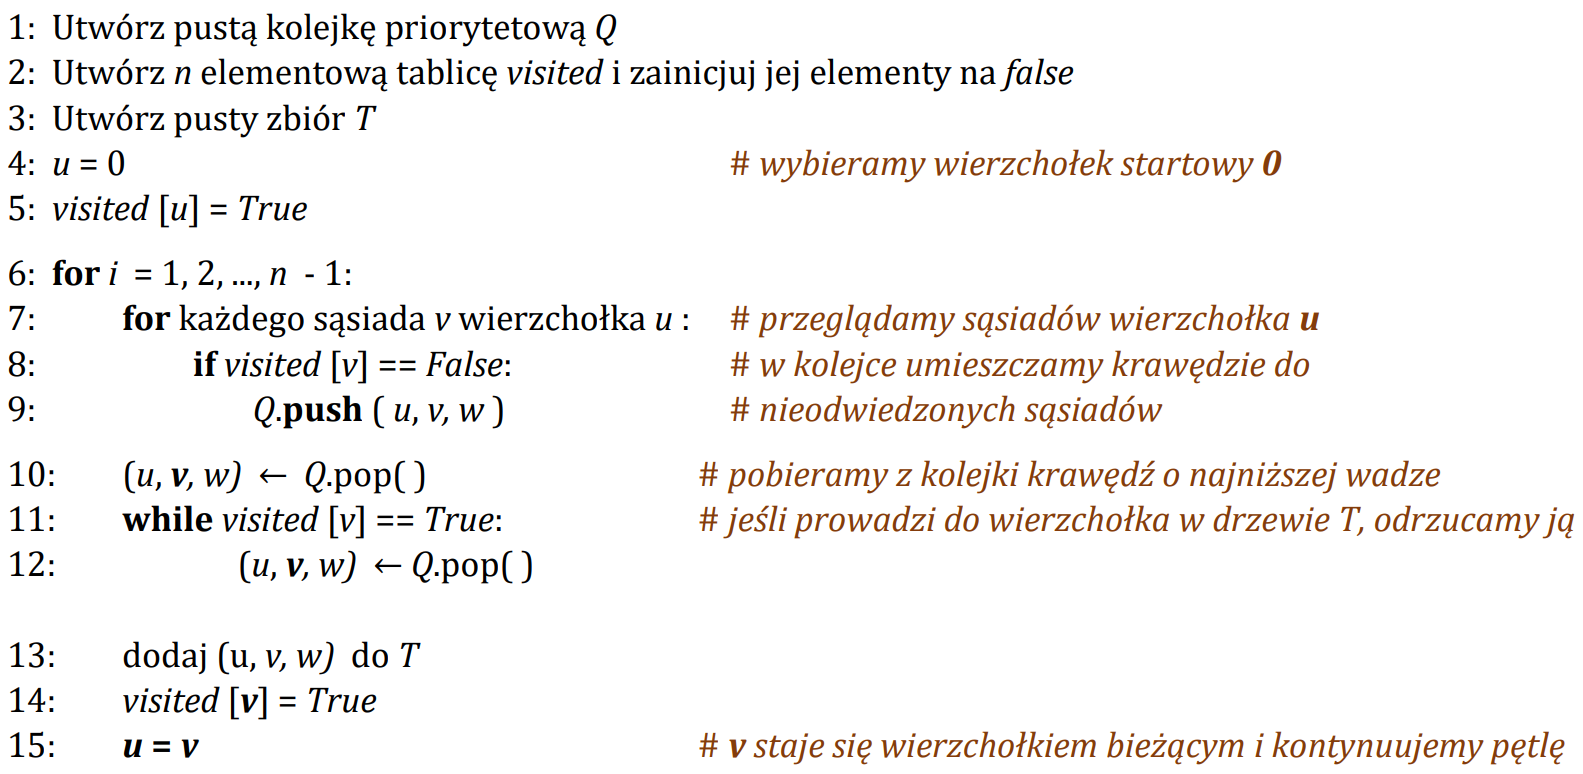 1: Utwórz pustą kolejkę priorytetową Q
2: Utwórz n elementową tablicę visited i zainicjuj jej elementy na false
3: Utwórz pusty zbiór T
4: u = 0 # wybieramy wierzchołek startowy 0
5: visited [u] = True
6: for i = 1, 2, ..., n - 1:
7: for każdego sąsiada v wierzchołka u : # przeglądamy sąsiadów wierzchołka u
8: if visited [v] == False: # w kolejce umieszczamy krawędzie do
9: Q.push ( u, v, w ) # nieodwiedzonych sąsiadów
10: (u, v, w) ← Q.pop( ) # pobieramy z kolejki krawędź o najniższej wadze
11: while visited [v] == True: # jeśli prowadzi do wierzchołka w drzewie T, odrzucamy ją
12: (u, v, w) ← Q.pop( )
13: dodaj (u, v, w) do T
14: visited [v] = True
15: u = v # v staje się wierzchołkiem bieżącym i kontynuujemy pętlę